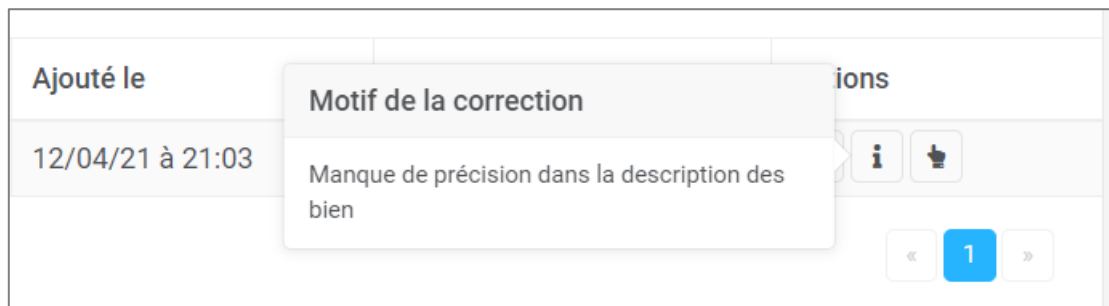 Ajouté le
Motif de la correction
12/04/21 à 21:03
Manque de précision dans la description des
bien
« 1 »